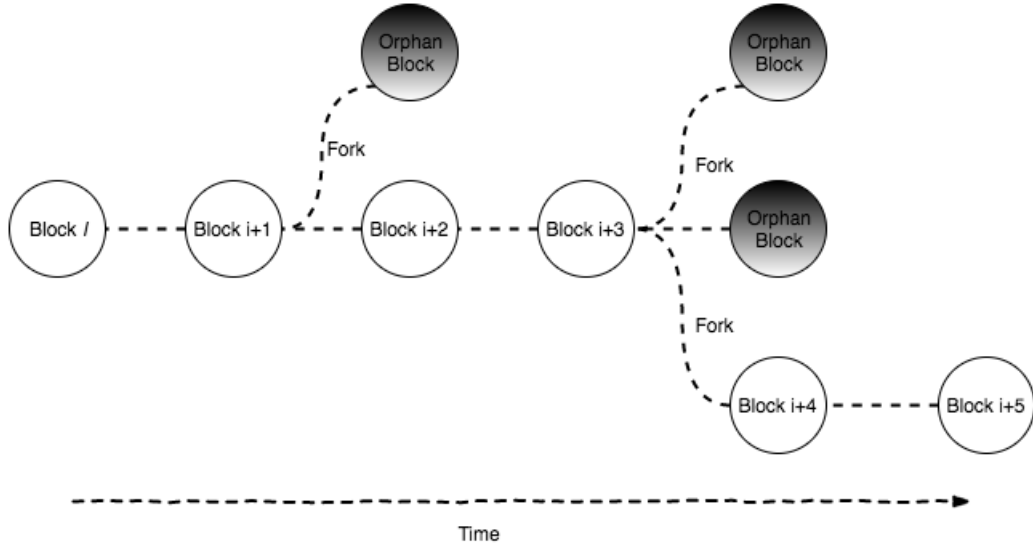 Orphan
Block
Orphan
Block
Fork
Fork
Block I
Block i+1
Block i+2
Block i+3
Orphan
Block
Fork
Block i+4
Block i+5
Time